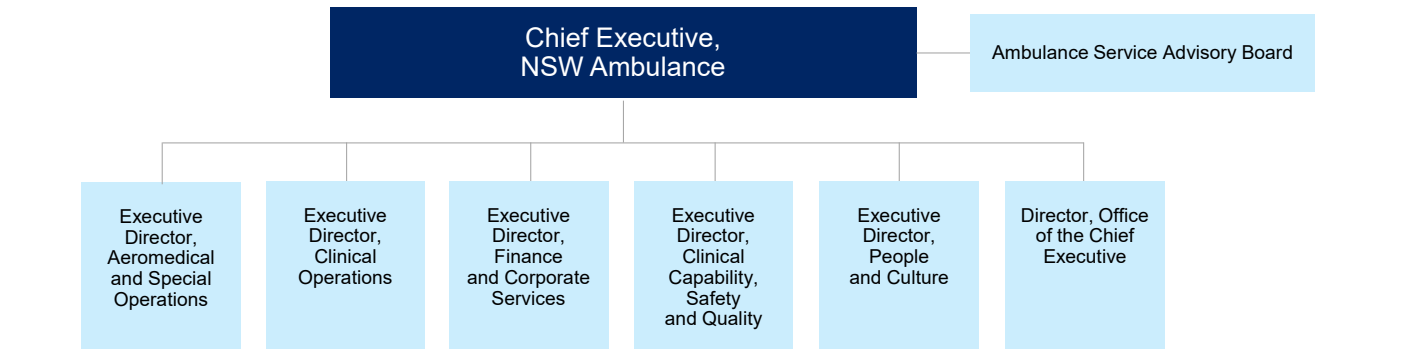 Chief Executive,
NSW Ambulance
Ambulance Service Advisory Board
Executive
Director,
Aeromedical
and Special
Operations
Executive
Director,
Clinical
Operations
Executive
Director,
Finance
and Corporate
Services
Executive
Director,
Clinical
Capability,
Safety
and Quality
Executive
Director,
People
and Culture
Director, Office
of the Chief
Executive